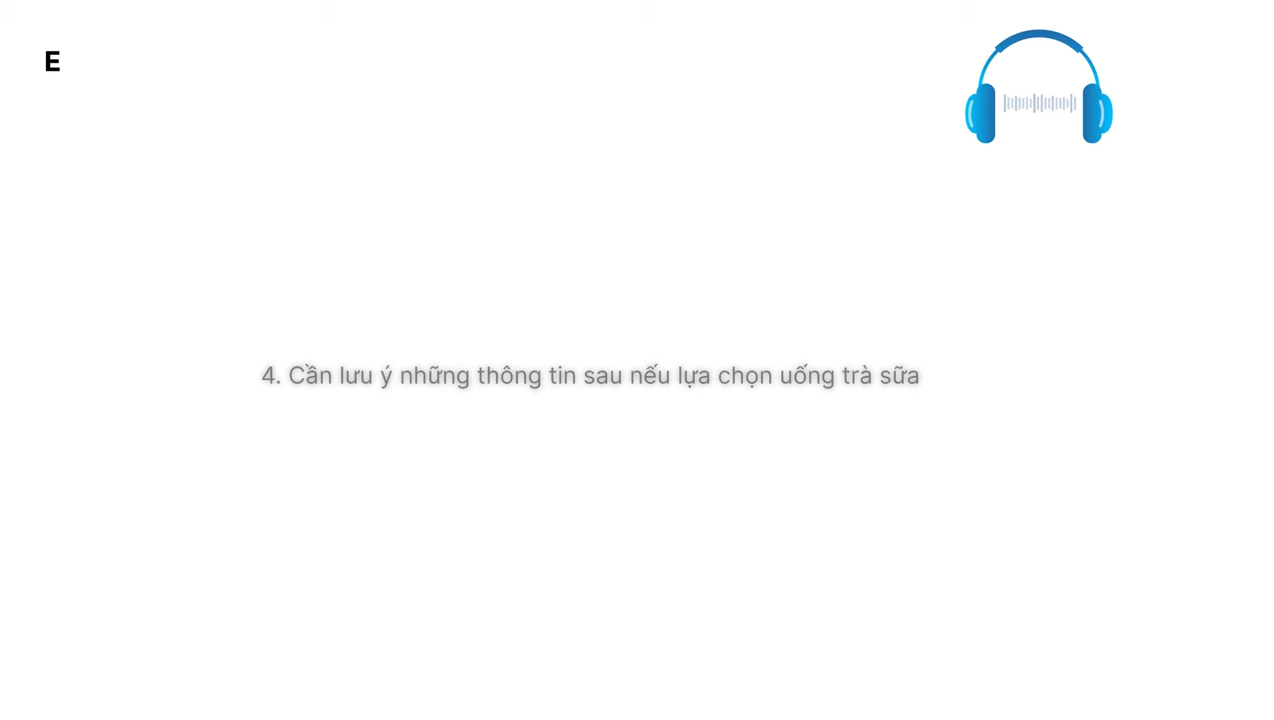 E
4. Cần lưu ý những thông tin sau nếu lựa chọn uống trà sữa